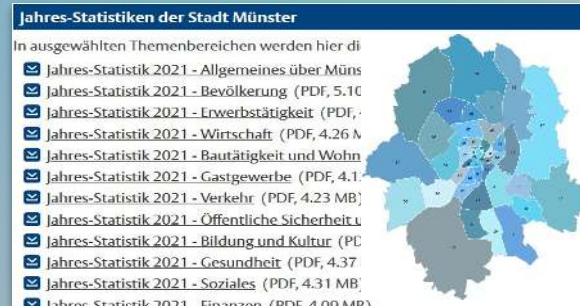 Jahres-Statistiken der Stadt Münster
In ausgewählten Themenbereichen werden hier di
Jahres-Statistik 2021 - Allgemeines über Müns
Jahres-Statistik 2021 - Bevölkerung (PDF, 5.10
Jahres-Statistik 2021 - Erwerbstätigkeit (PDF,
Jahres-Statistik 2021 - Wirtschaft (PDF, 4.26 M
Jahres-Statistik 2021 - Bautätigkeit und Wohn
Jahres-Statistik 2021 - Gastgewerbe (PDF, 4.1
Jahres-Statistik 2021 - Verkehr (PDF, 4.23 MB)
Jahres-Statistik 2021 - Öffentliche Sicherheit u
Jahres-Statistik 2021 - Bildung und Kultur (PD
Jahres-Statistik 2021 - Gesundheit (PDF, 4.37
Jahres-Statistik 2021 - Soziales (PDF, 4.31 MB)
Jahres-Statistik 2021 - Finanzen (PDF, 4.09 MB)